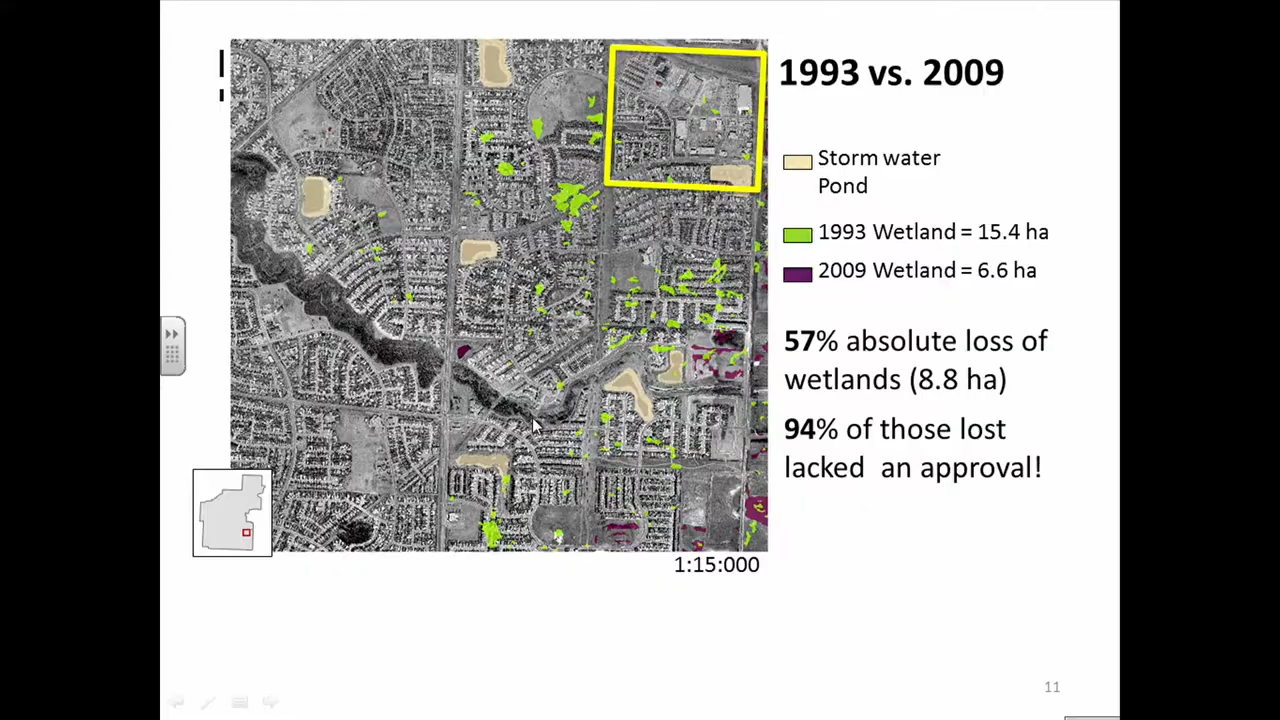 1993 vs. 2009
Storm water
Pond
1993 Wetland = 15.4 ha
2009 Wetland = 6.6 ha
57% absolute loss of
wetlands (8.8 ha)
94% of those lost
lacked  an approval!
1:15:000
11